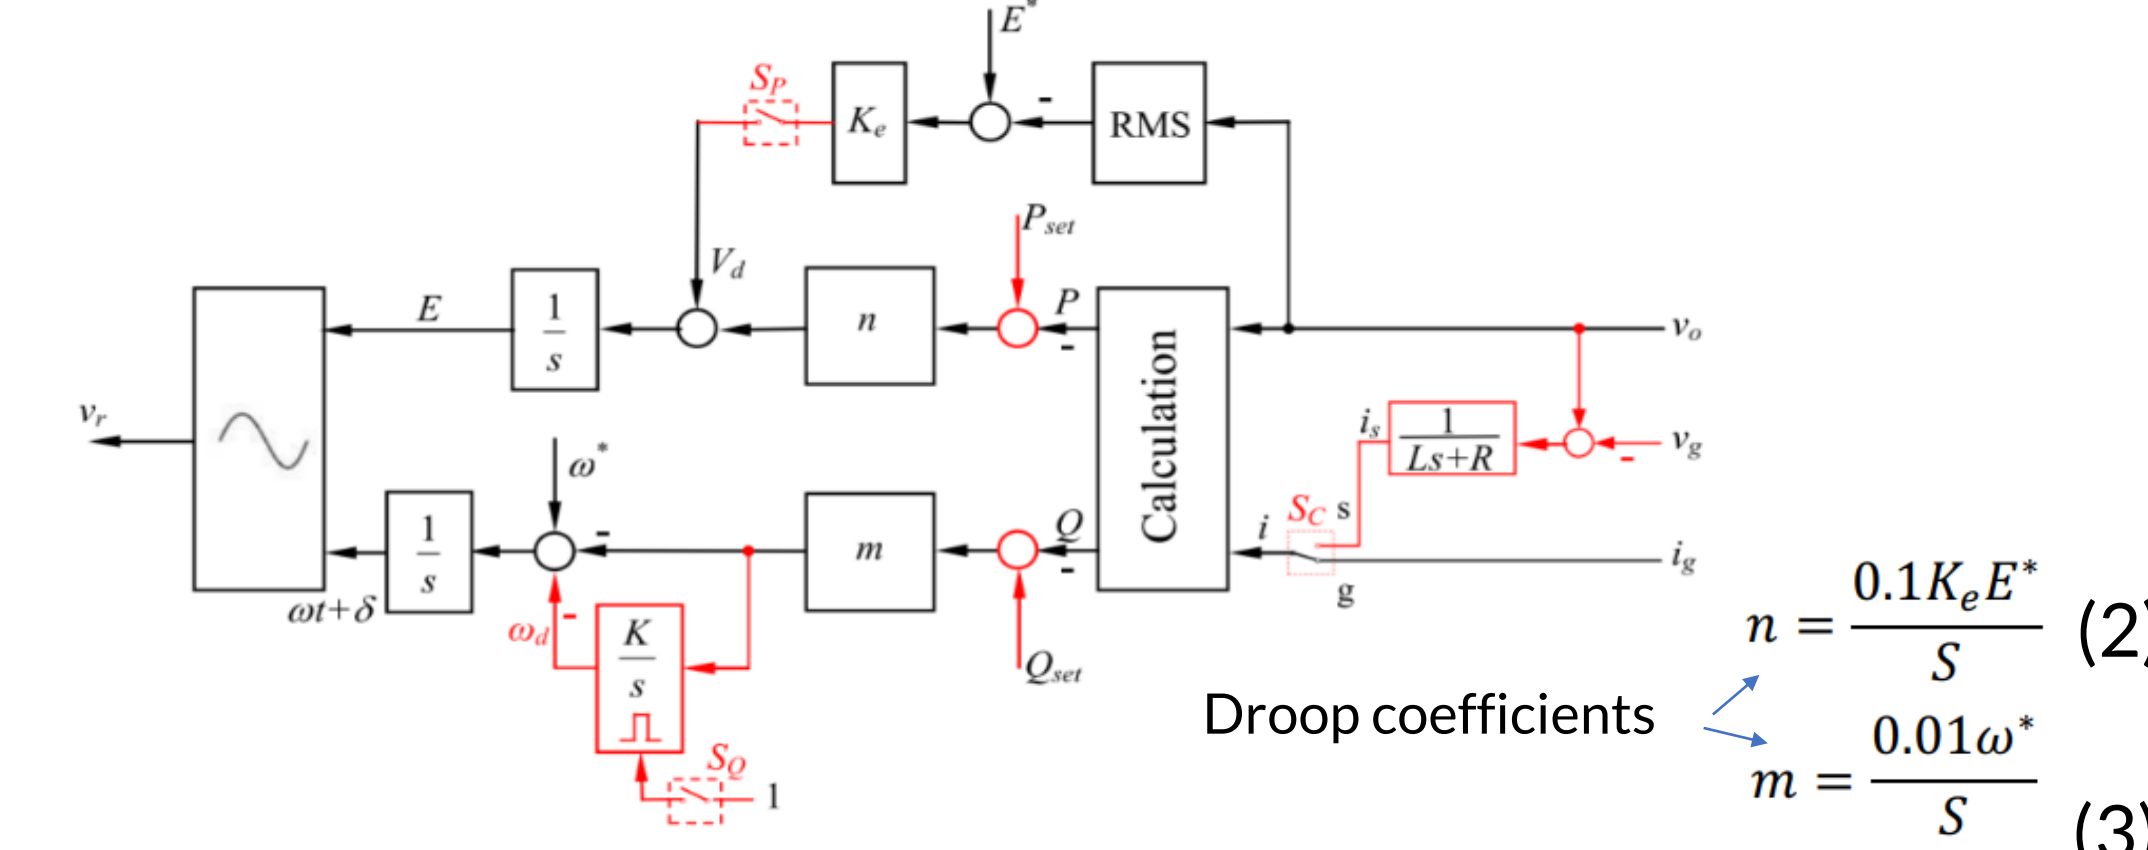 E*
S_P
K_e
-
RMS
P_set
V_d
E
1/s
n
P
-
v_o
v_r
Calculation
i_s
1/(Ls+R)
v_g
-
ω*
S_C s
1/s
-
m
Q
-
i
i_g
g
ωt+δ
ω_d
-
K/s
Q_set
S_Q
1
Droop coefficients
n = 0.1K_eE*/S (2)
m = 0.01ω*/S
(3)